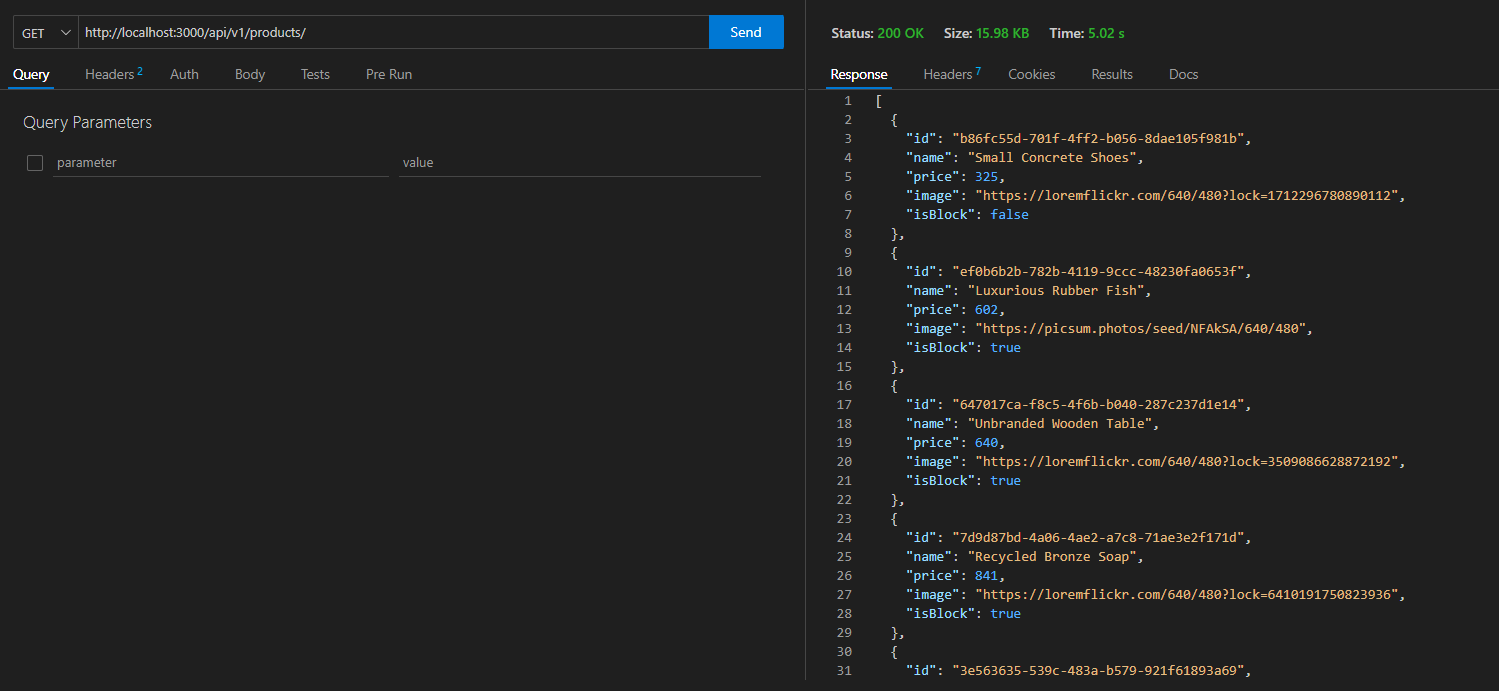 GET http://localhost:3000/api/v1/products/ Send
Query Headers 2 Auth Body Tests Pre Run
Query Parameters
parameter value
Status: 200 OK Size: 15.98 KB Time: 5.02 s
Response Headers 7 Cookies Results Docs
1 [
2 {
3 "id": "b86fc55d-701f-4ff2-b056-8dae105f981b",
4 "name": "Small Concrete Shoes",
5 "price": 325,
6 "image": "https://loremflickr.com/640/480?lock=1712296780890112",
7 "isBlock": false
8 },
9 {
10 "id": "ef0b6b2b-782b-4119-9ccc-48230fa0653f",
11 "name": "Luxurious Rubber Fish",
12 "price": 602,
13 "image": "https://picsum.photos/seed/NFAkSA/640/480",
14 "isBlock": true
15 },
16 {
17 "id": "647017ca-f8c5-4f6b-b040-287c237d1e14",
18 "name": "Unbranded Wooden Table",
19 "price": 640,
20 "image": "https://loremflickr.com/640/480?lock=3509086628872192",
21 "isBlock": true
22 },
23 {
24 "id": "7d9d87bd-4a06-4ae2-a7c8-71ae3e2f171d",
25 "name": "Recycled Bronze Soap",
26 "price": 841,
27 "image": "https://loremflickr.com/640/480?lock=6410191750823936",
28 "isBlock": true
29 },
30 {
31 "id": "3e563635-539c-483a-b579-921f61893a69",